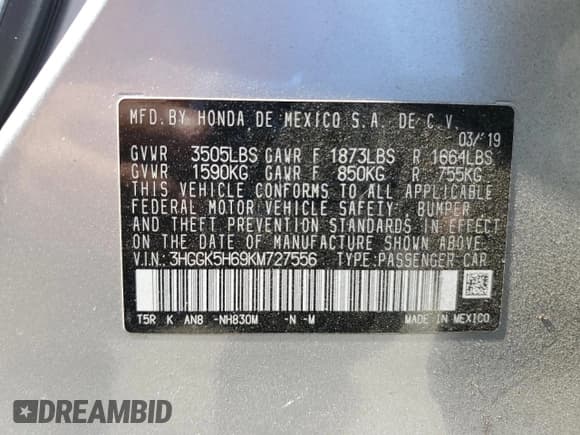 MFD. BY HONDA DE MEXICO S.A. DE C.V.
03/19
GVWR 3505LBS GAWR F 1873LBS R 1664LBS
GVWR 1590KG GAWR F 850KG R 755KG
THIS VEHICLE CONFORMS TO ALL APPLICABLE
FEDERAL MOTOR VEHICLE SAFETY, BUMPER
AND THEFT PREVENTION STANDARDS IN EFFECT
ON THE DATE OF MANUFACTURE SHOWN ABOVE.
V.I.N.: 3HGGK5H69KM727556 TYPE: PASSENGER CAR
T5R K AN8 -NH830M -N -M MADE IN MEXICO
DREAMBID